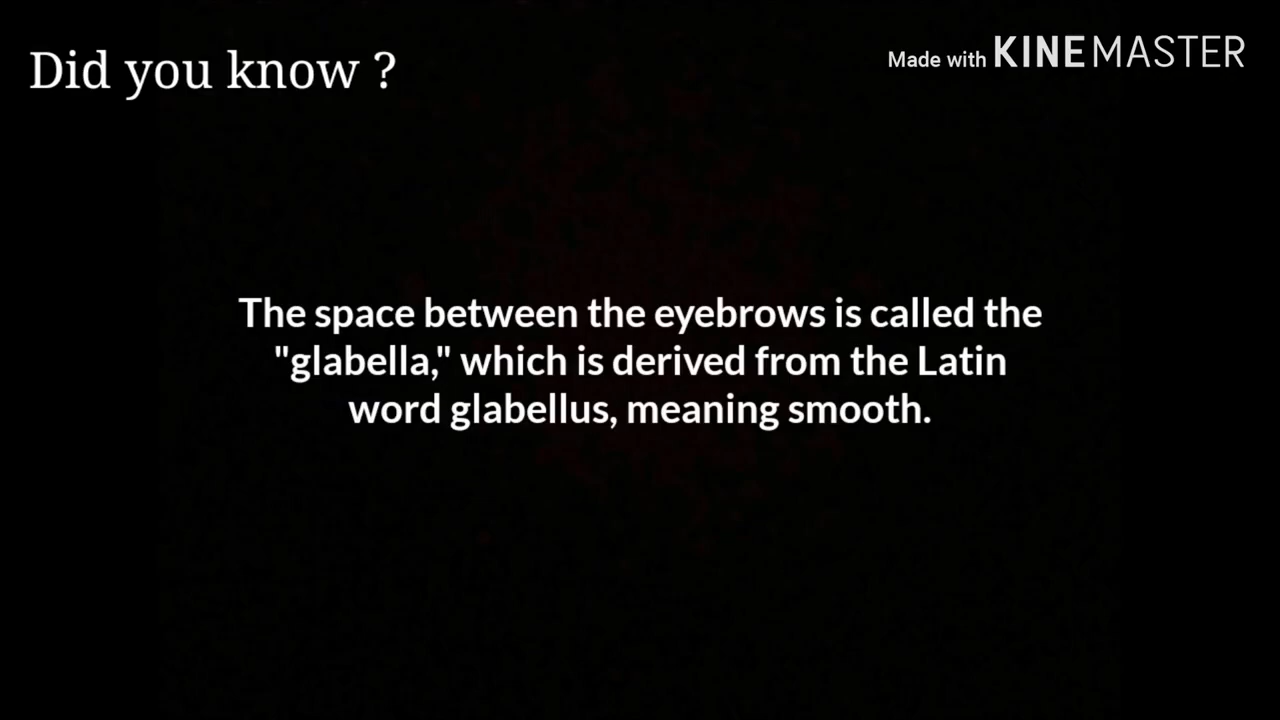 Did you know ?
Made with KINEMASTER
The space between the eyebrows is called the
"glabella," which is derived from the Latin
word glabellus, meaning smooth.